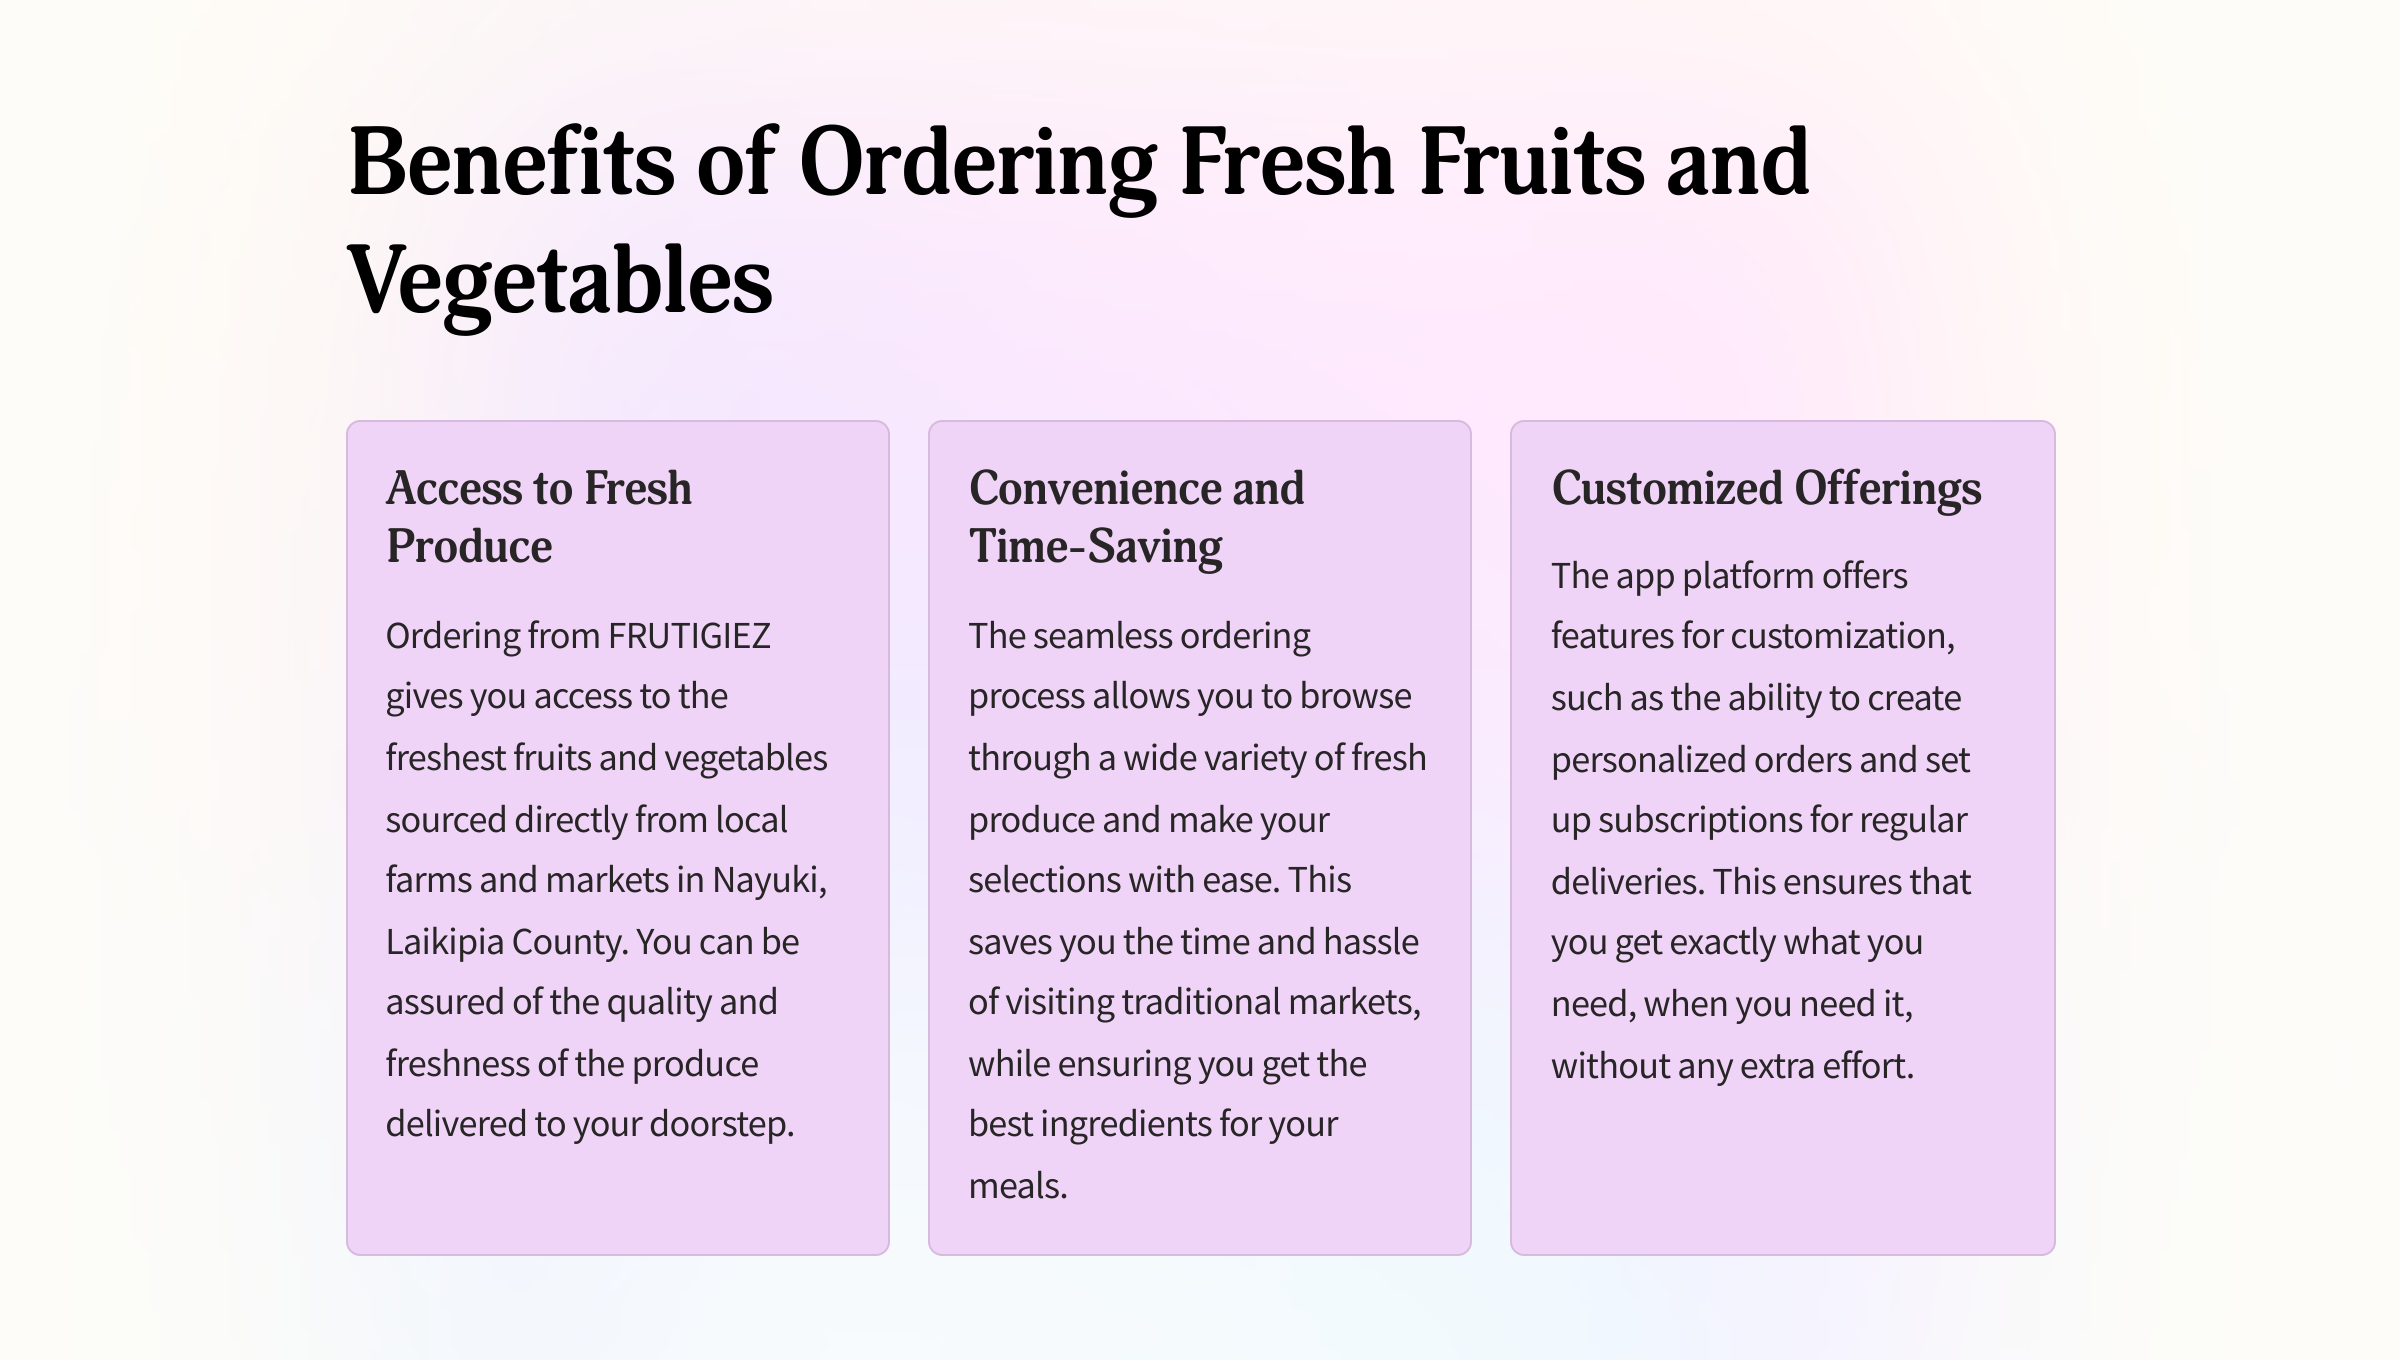 Benefits of Ordering Fresh Fruits and
Vegetables
Access to Fresh
Produce
Ordering from FRUTIGIEZ
gives you access to the
freshest fruits and vegetables
sourced directly from local
farms and markets in Nayuki,
Laikipia County. You can be
assured of the quality and
freshness of the produce
delivered to your doorstep.
Convenience and
Time-Saving
The seamless ordering
process allows you to browse
through a wide variety of fresh
produce and make your
selections with ease. This
saves you the time and hassle
of visiting traditional markets,
while ensuring you get the
best ingredients for your
meals.
Customized Offerings
The app platform offers
features for customization,
such as the ability to create
personalized orders and set
up subscriptions for regular
deliveries. This ensures that
you get exactly what you
need, when you need it,
without any extra effort.